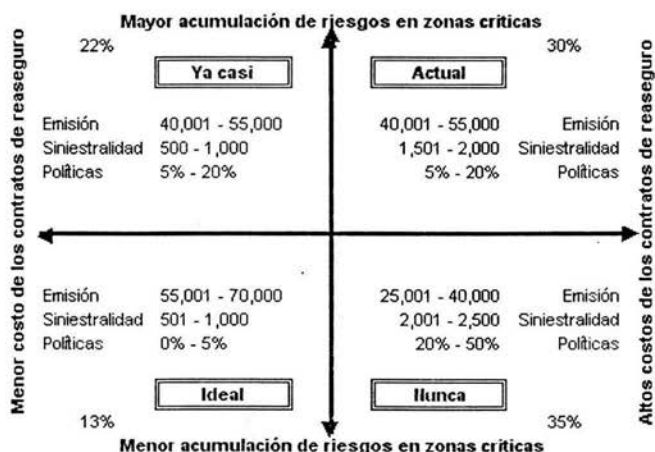 Mayor acumulación de riesgos en zonas criticas
22%
30%
Ya casi
Actual
Emisión 40,001 - 55,000
Siniestralidad 500 - 1,000
Políticas 5% - 20%
40,001 - 55,000 Emisión
1,501 - 2,000 Siniestralidad
5% - 20% Políticas
Menor costo de los contratos de reaseguro
Altos costos de los contratos de reaseguro
Emisión 55,001 - 70,000
Siniestralidad 501 - 1,000
Políticas 0% - 5%
25,001 - 40,000 Emisión
2,001 - 2,500 Siniestralidad
20% - 50% Políticas
Ideal
Nunca
13%
35%
Menor acumulación de riesgos en zonas criticas